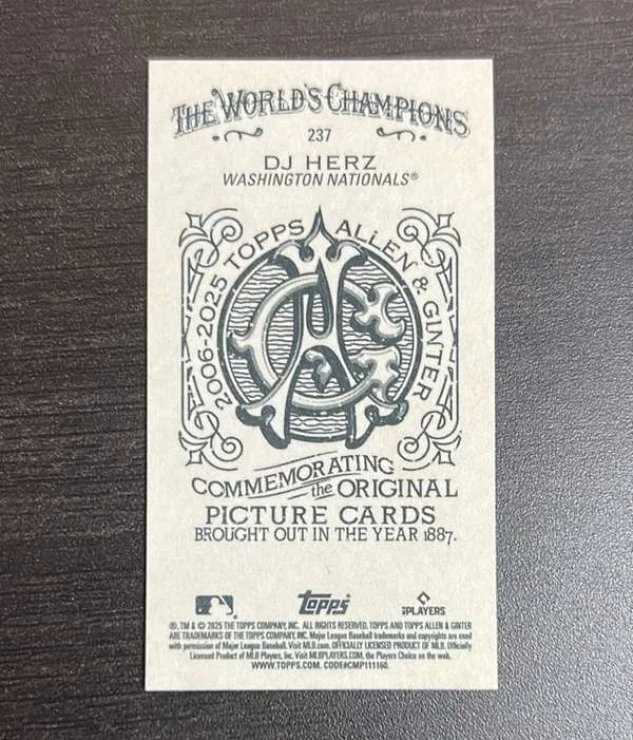 THE WORLD'S CHAMPIONS
237
DJ HERZ
WASHINGTON NATIONALS®
2006-2025 TOPPS ALLEN & GINTER
AG
COMMEMORATING
the ORIGINAL
PICTURE CARDS
BROUGHT OUT IN THE YEAR 1887.
Topps
PLAYERS
®, TM & © 2025 THE TOPPS COMPANY, INC. ALL RIGHTS RESERVED. TOPPS AND TOPPS ALLEN & GINTER
ARE TRADEMARKS OF THE TOPPS COMPANY, INC. Major League Baseball trademarks and copyrights are used
with permission of Major League Baseball. Visit MLB.com. OFFICIALLY LICENSED PRODUCT OF MLB. Officially
Licensed Product of MLB Players, Inc. Visit MLBPLAYERS.COM, the Players Choice on the web.
WWW.TOPPS.COM. CODE#CMP111160.